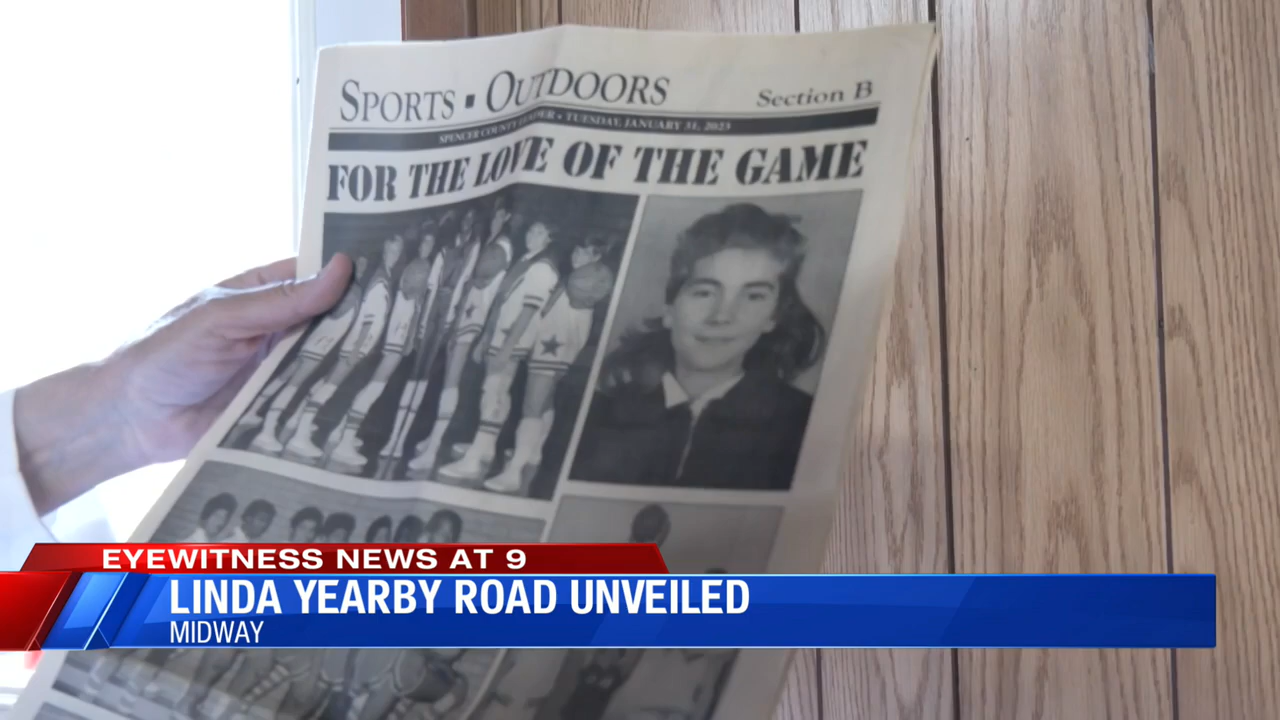 SPORTS ▪ OUTDOORS Section B
SPENCER COUNTY LEADER • TUESDAY, JANUARY 31, 2023
FOR THE LOVE OF THE GAME
EYEWITNESS NEWS AT 9
LINDA YEARBY ROAD UNVEILED
MIDWAY